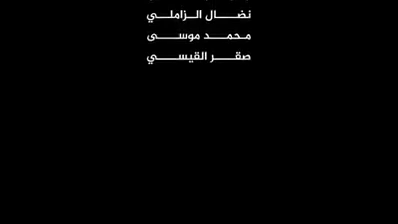 نضال الزاملي
محمد موسى
صقر القيسي